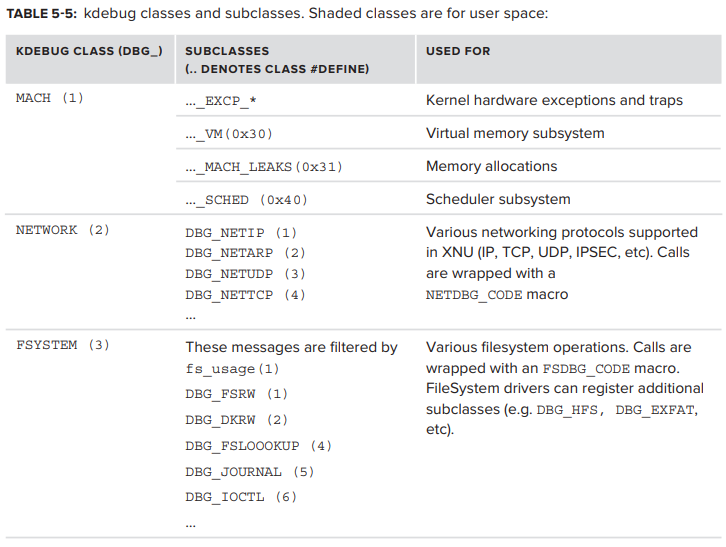 TABLE 5-5: kdebug classes and subclasses. Shaded classes are for user space:
KDEBUG CLASS (DBG_)
SUBCLASSES
(.. DENOTES CLASS #DEFINE)
USED FOR
MACH (1)
…_EXCP_*
Kernel hardware exceptions and traps
…_VM(0x30)
Virtual memory subsystem
…_MACH_LEAKS(0x31)
Memory allocations
…_SCHED (0x40)
Scheduler subsystem
NETWORK (2)
DBG_NETIP (1)
DBG_NETARP (2)
DBG_NETUDP (3)
DBG_NETTCP (4)
…
Various networking protocols supported
in XNU (IP, TCP, UDP, IPSEC, etc). Calls
are wrapped with a
NETDBG_CODE macro
FSYSTEM (3)
These messages are filtered by
fs_usage(1)
DBG_FSRW (1)
DBG_DKRW (2)
DBG_FSLOOOKUP (4)
DBG_JOURNAL (5)
DBG_IOCTL (6)
…
Various filesystem operations. Calls are
wrapped with an FSDBG_CODE macro.
FileSystem drivers can register additional
subclasses (e.g. DBG_HFS, DBG_EXFAT,
etc).